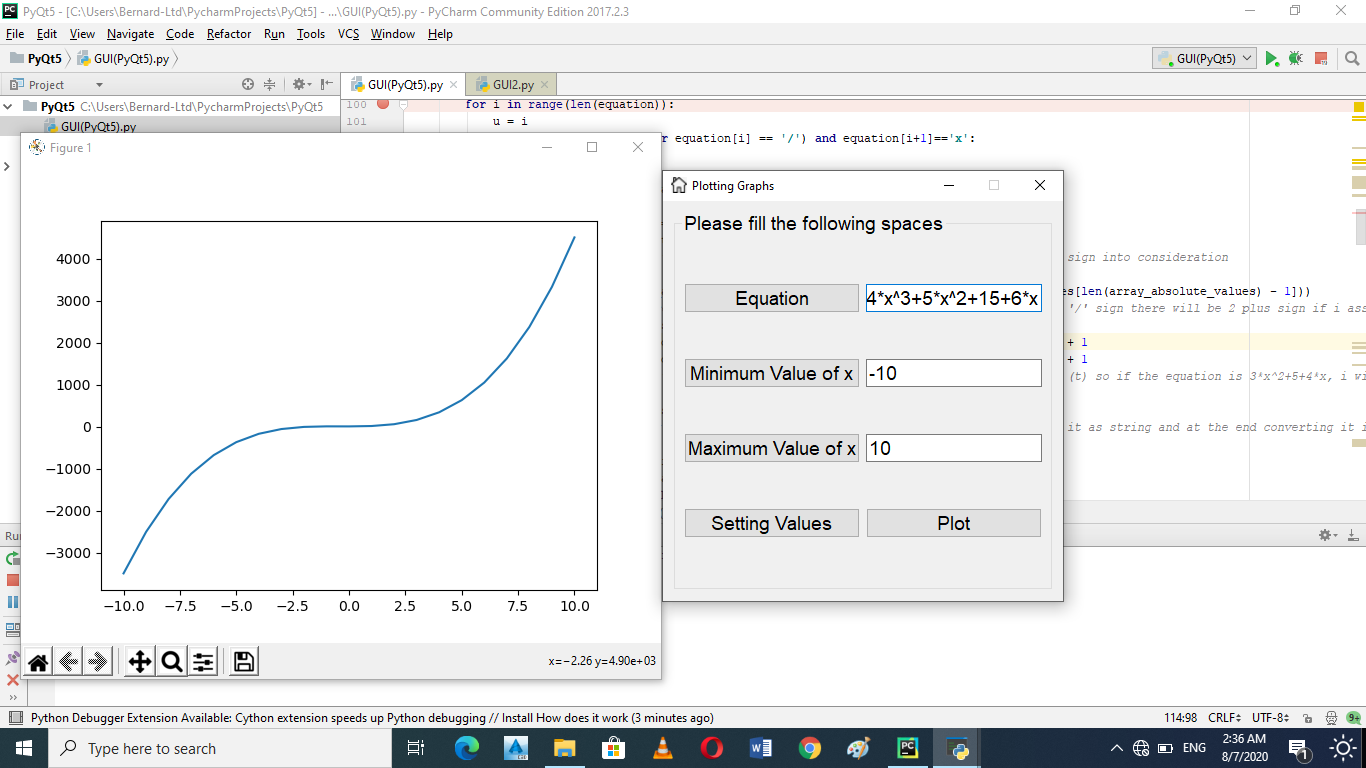 PyQt5 - [C:\Users\Bernard-Ltd\PycharmProjects\PyQt5] - ...\GUI(PyQt5).py - PyCharm Community Edition 2017.2.3
File Edit View Navigate Code Refactor Run Tools VCS Window Help
PyQt5 GUI(PyQt5).py GUI(PyQt5)
Project GUI(PyQt5).py GUI2.py
PyQt5 C:\Users\Bernard-Ltd\PycharmProjects\PyQt5
GUI(PyQt5).py
100 for i in range(len(equation)):
101 u = i
r equation[i] == '/') and equation[i+1]=='x':
sign into consideration
es[len(array_absolute_values) - 1]))
'/' sign there will be 2 plus sign if i ass
+ 1
+ 1
(t) so if the equation is 3*x^2+5+4*x, i wi
it as string and at the end converting it i
Figure 1
4000
3000
2000
1000
0
−1000
−2000
−3000
−10.0 −7.5 −5.0 −2.5 0.0 2.5 5.0 7.5 10.0
x=−2.26 y=4.90e+03
Plotting Graphs
Please fill the following spaces
Equation 4*x^3+5*x^2+15+6*x
Minimum Value of x -10
Maximum Value of x 10
Setting Values Plot
Ru
Python Debugger Extension Available: Cython extension speeds up Python debugging // Install How does it work (3 minutes ago) 114:98 CRLF UTF-8 9+
Type here to search
ENG
2:36 AM
8/7/2020
1